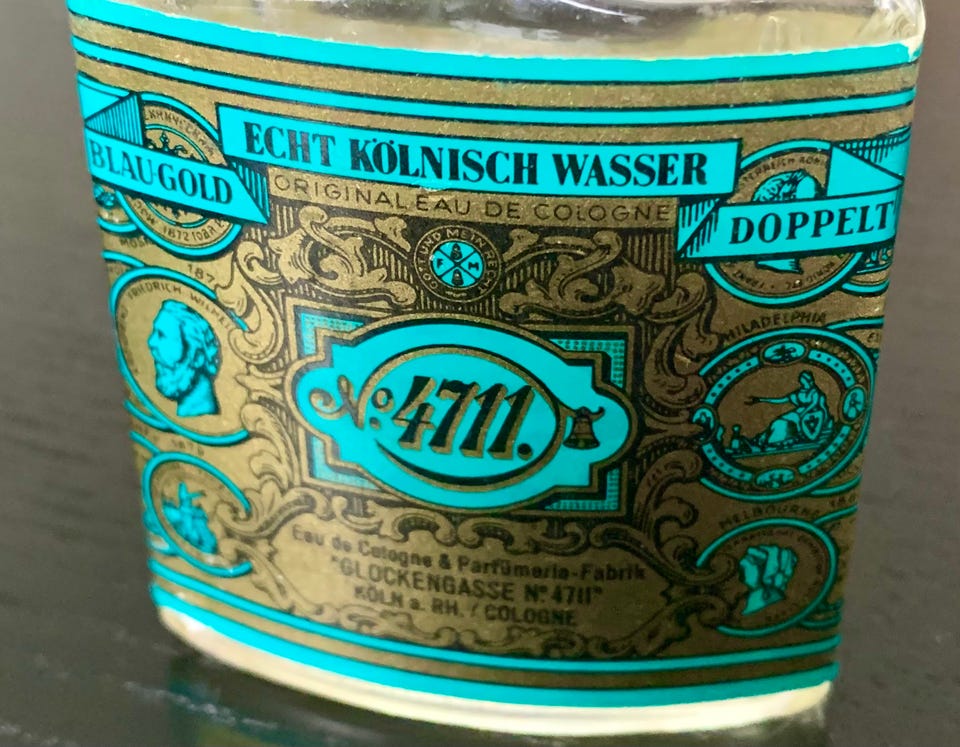 BLAU-GOLD
ECHT KÖLNISCH WASSER
DOPPELT
ORIGINAL EAU DE COLOGNE
F M
FRIEDRICH WILHELM
PHILADELPHIA
No. 4711.
MELBOURNE
Eau de Cologne & Parfümerie-Fabrik
"GLOCKENGASSE No 4711"
KÖLN a. RH. / COLOGNE